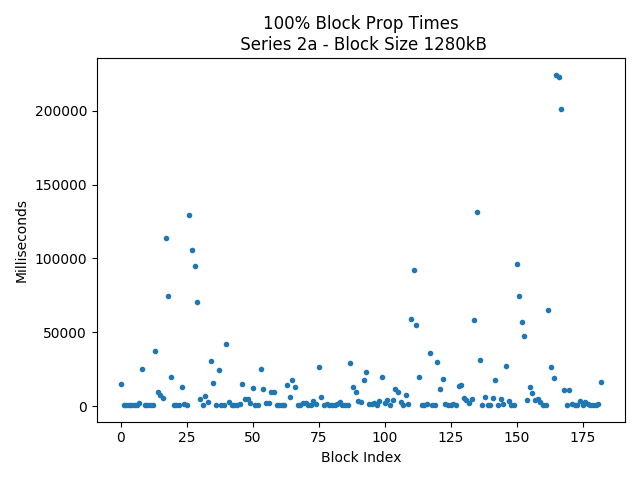 100% Block Prop Times
Series 2a - Block Size 1280kB
Milliseconds
200000
150000
100000
50000
0
0 25 50 75 100 125 150 175
Block Index